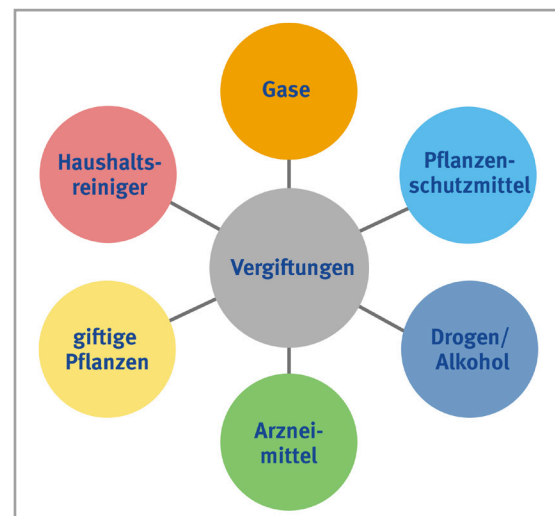 Gase
Haushalts-
reiniger
Pflanzen-
schutzmittel
Vergiftungen
giftige
Pflanzen
Drogen/
Alkohol
Arznei-
mittel